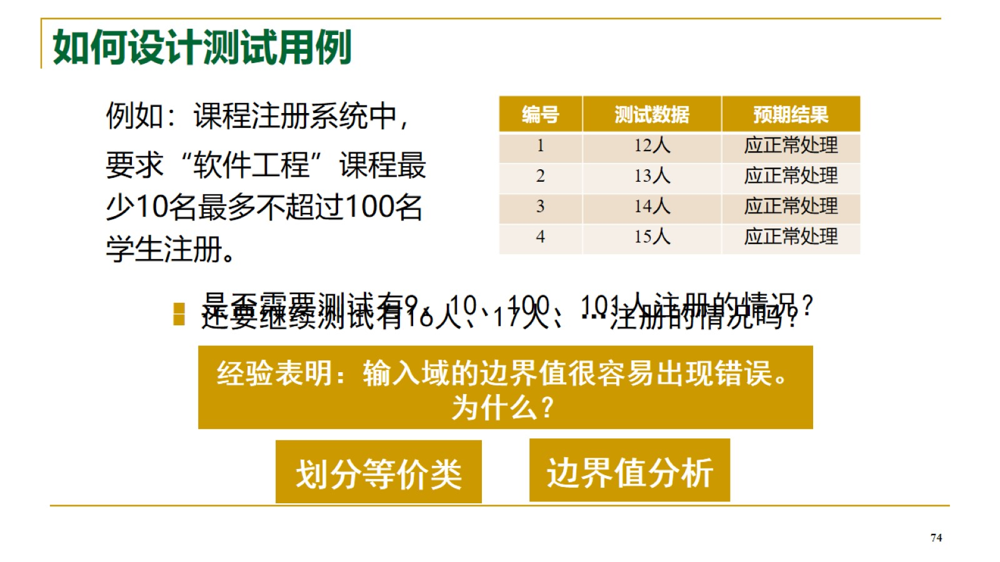 如何设计测试用例
例如：课程注册系统中，
要求“软件工程”课程最
少10名最多不超过100名
学生注册。
编号 测试数据 预期结果
1 12人 应正常处理
2 13人 应正常处理
3 14人 应正常处理
4 15人 应正常处理
是否需要测试有9、10、100、101人注册的情况？
还要继续测试有16人、17人、…注册的情况吗？
经验表明：输入域的边界值很容易出现错误。
为什么？
划分等价类
边界值分析
74